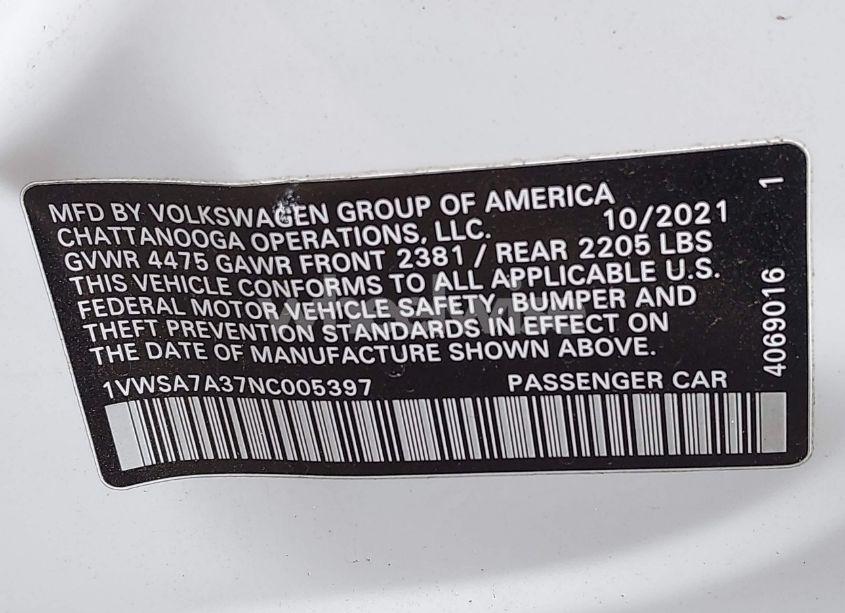 MFD BY VOLKSWAGEN GROUP OF AMERICA
CHATTANOOGA OPERATIONS, LLC. 10/2021
GVWR 4475 GAWR FRONT 2381 / REAR 2205 LBS
THIS VEHICLE CONFORMS TO ALL APPLICABLE U.S.
FEDERAL MOTOR VEHICLE SAFETY, BUMPER AND
THEFT PREVENTION STANDARDS IN EFFECT ON
THE DATE OF MANUFACTURE SHOWN ABOVE.
1VWSA7A37NC005397 PASSENGER CAR
4069016 1